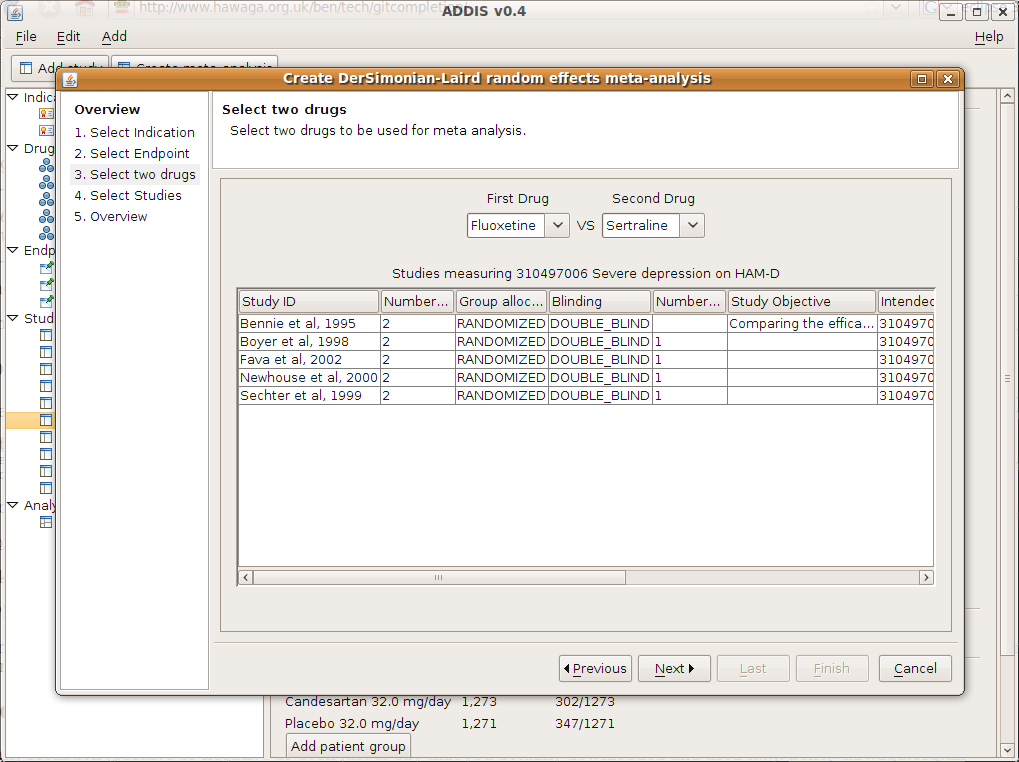 http://www.hawaga.org.uk/ben/tech/gitcompletion
ADDIS v0.4
File Edit Add Help
Add study Create meta-analysis
Create DerSimonian-Laird random effects meta-analysis
Indica
Drug
Endp
Stud
Analy
Overview
1. Select Indication
2. Select Endpoint
3. Select two drugs
4. Select Studies
5. Overview
Select two drugs
Select two drugs to be used for meta analysis.
First Drug Second Drug
Fluoxetine VS Sertraline
Studies measuring 310497006 Severe depression on HAM-D
Study ID Number... Group alloc... Blinding Number... Study Objective Intended
Bennie et al, 1995 2 RANDOMIZED DOUBLE_BLIND Comparing the effica... 3104970
Boyer et al, 1998 2 RANDOMIZED DOUBLE_BLIND 1 3104970
Fava et al, 2002 2 RANDOMIZED DOUBLE_BLIND 1 3104970
Newhouse et al, 2000 2 RANDOMIZED DOUBLE_BLIND 1 3104970
Sechter et al, 1999 2 RANDOMIZED DOUBLE_BLIND 1 3104970
Previous Next Last Finish Cancel
Candesartan 32.0 mg/day 1,273 302/1273
Placebo 32.0 mg/day 1,271 347/1271
Add patient group